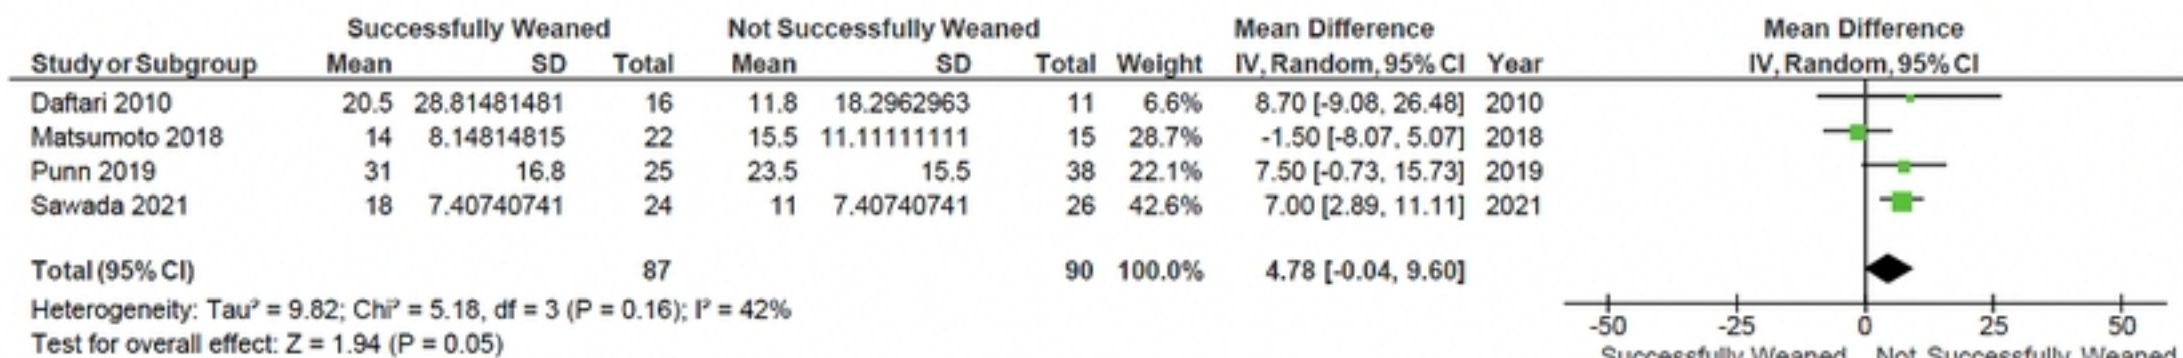 Successfully Weaned Not Successfully Weaned Mean Difference Mean Difference
Study or Subgroup Mean SD Total Mean SD Total Weight IV, Random, 95% CI Year IV, Random, 95% CI
Daftari 2010 20.5 28.81481481 16 11.8 18.2962963 11 6.6% 8.70 [-9.08, 26.48] 2010
Matsumoto 2018 14 8.14814815 22 15.5 11.11111111 15 28.7% -1.50 [-8.07, 5.07] 2018
Punn 2019 31 16.8 25 23.5 15.5 38 22.1% 7.50 [-0.73, 15.73] 2019
Sawada 2021 18 7.40740741 24 11 7.40740741 26 42.6% 7.00 [2.89, 11.11] 2021
Total (95% CI) 87 90 100.0% 4.78 [-0.04, 9.60]
Heterogeneity: Tau² = 9.82; Chi² = 5.18, df = 3 (P = 0.16); I² = 42%
Test for overall effect: Z = 1.94 (P = 0.05)
-50 -25 0 25 50
Successfully Weaned Not Successfully Weaned